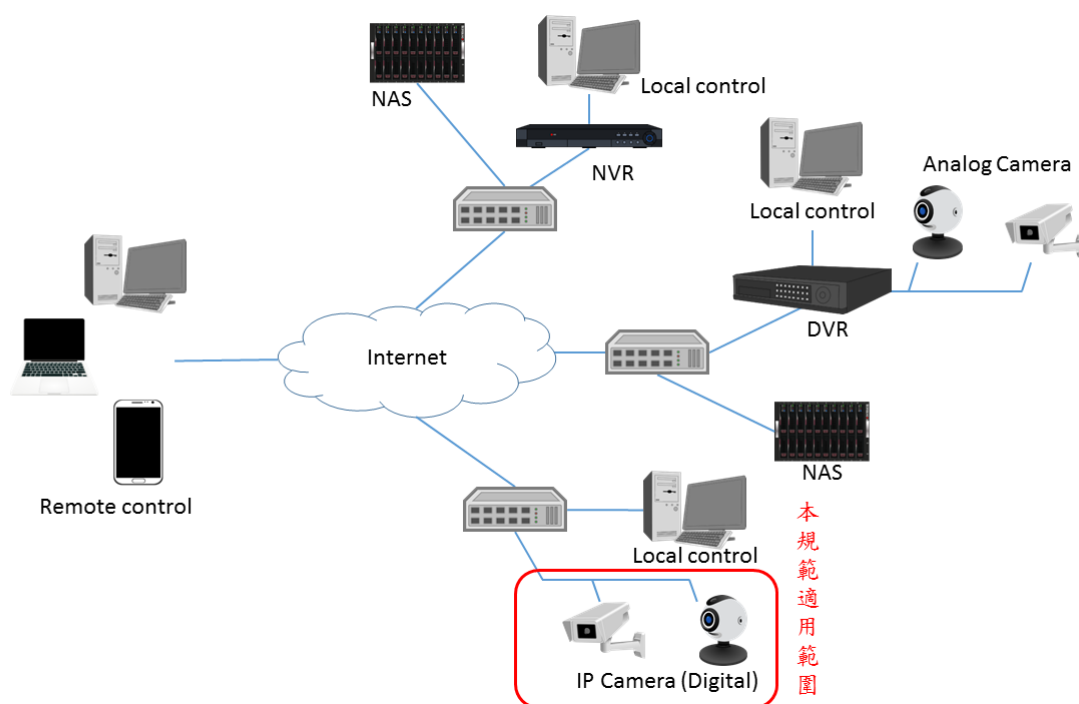 NAS
Local control
NVR
Analog Camera
Local control
DVR
Internet
NAS
Remote control
Local control
IP Camera (Digital)
本規範適用範圍